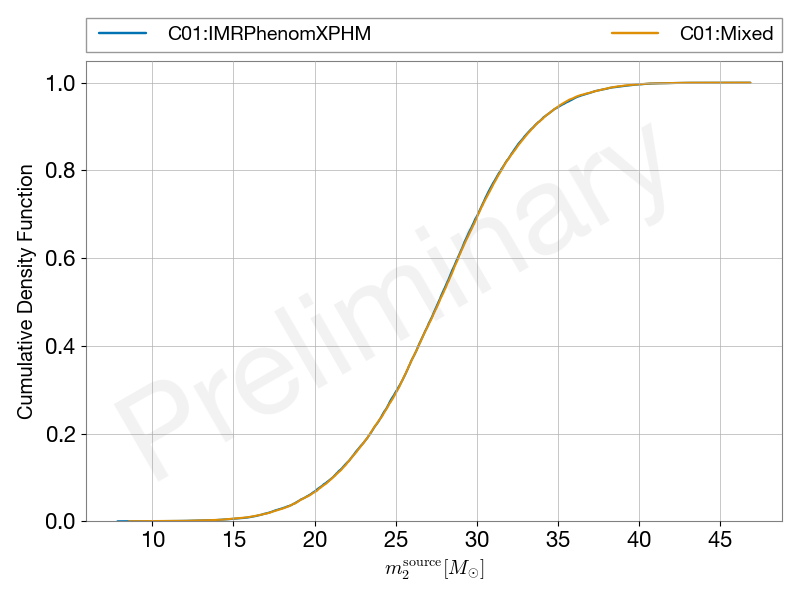 C01:IMRPhenomXPHM C01:Mixed
1.0
0.8
0.6
0.4
0.2
0.0
Cumulative Density Function
Preliminary
10 15 20 25 30 35 40 45
m₂^source [M☉]